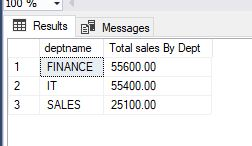 100 %
Results Messages
deptname Total sales By Dept
1 FINANCE 55600.00
2 IT 55400.00
3 SALES 25100.00